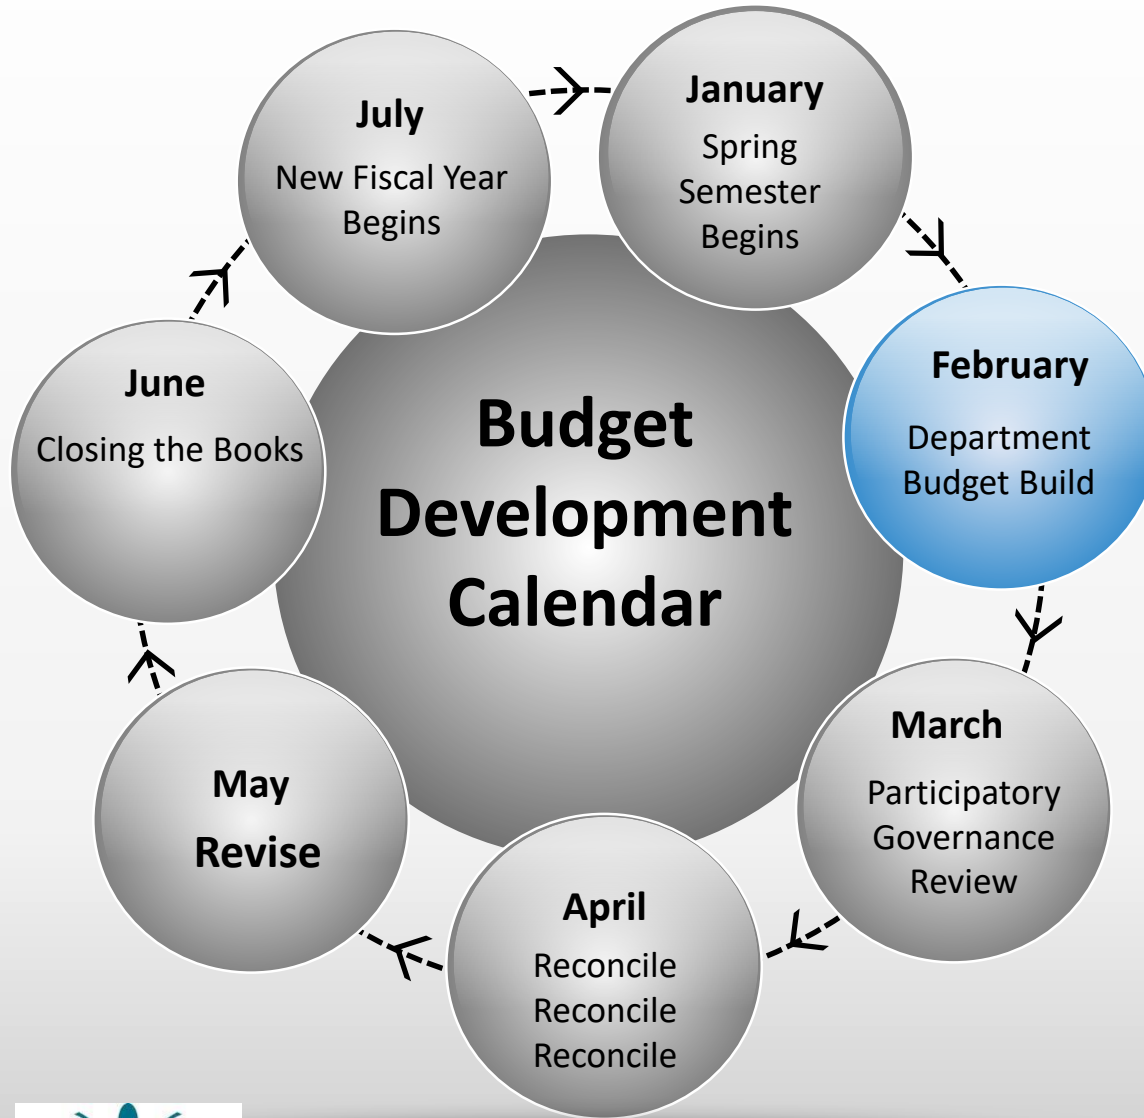 Budget
Development
Calendar
January
Spring
Semester
Begins
February
Department
Budget Build
March
Participatory
Governance
Review
April
Reconcile
Reconcile
Reconcile
May
Revise
June
Closing the Books
July
New Fiscal Year
Begins